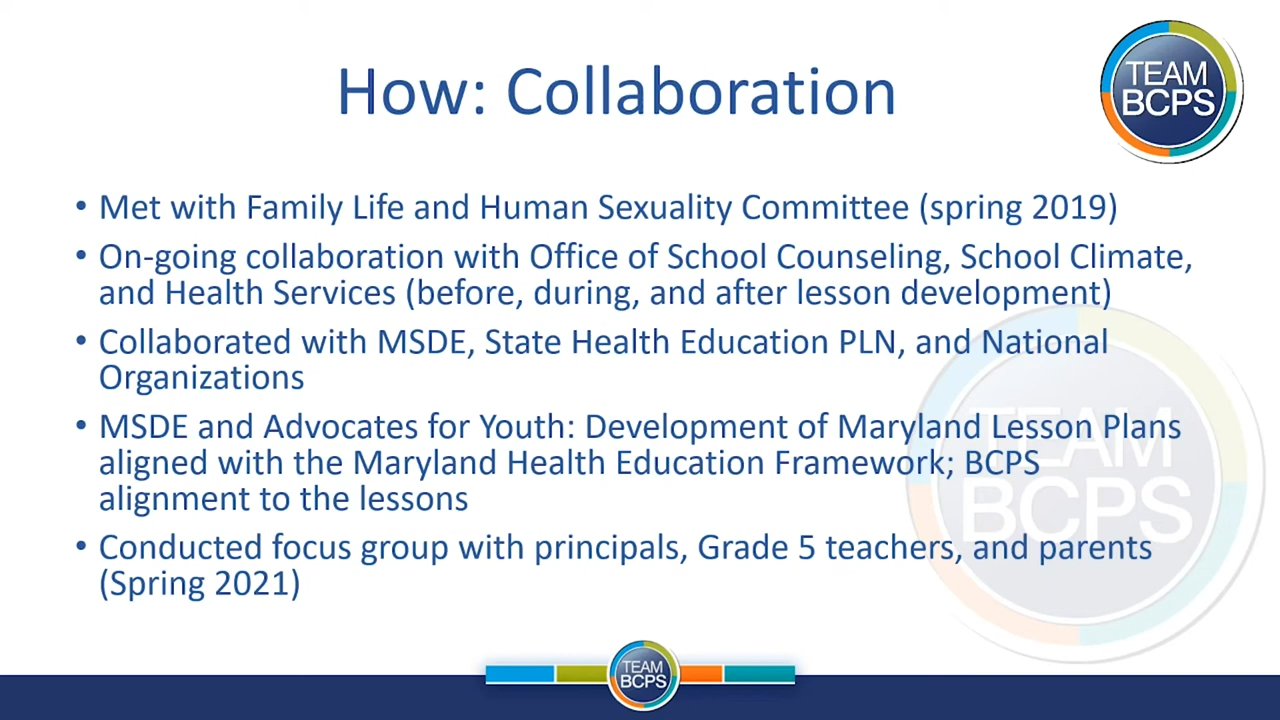 How: Collaboration
TEAM
BCPS
• Met with Family Life and Human Sexuality Committee (spring 2019)
• On-going collaboration with Office of School Counseling, School Climate,
and Health Services (before, during, and after lesson development)
• Collaborated with MSDE, State Health Education PLN, and National
Organizations
• MSDE and Advocates for Youth: Development of Maryland Lesson Plans
aligned with the Maryland Health Education Framework; BCPS
alignment to the lessons
• Conducted focus group with principals, Grade 5 teachers, and parents
(Spring 2021)
TEAM
BCPS
TEAM
BCPS